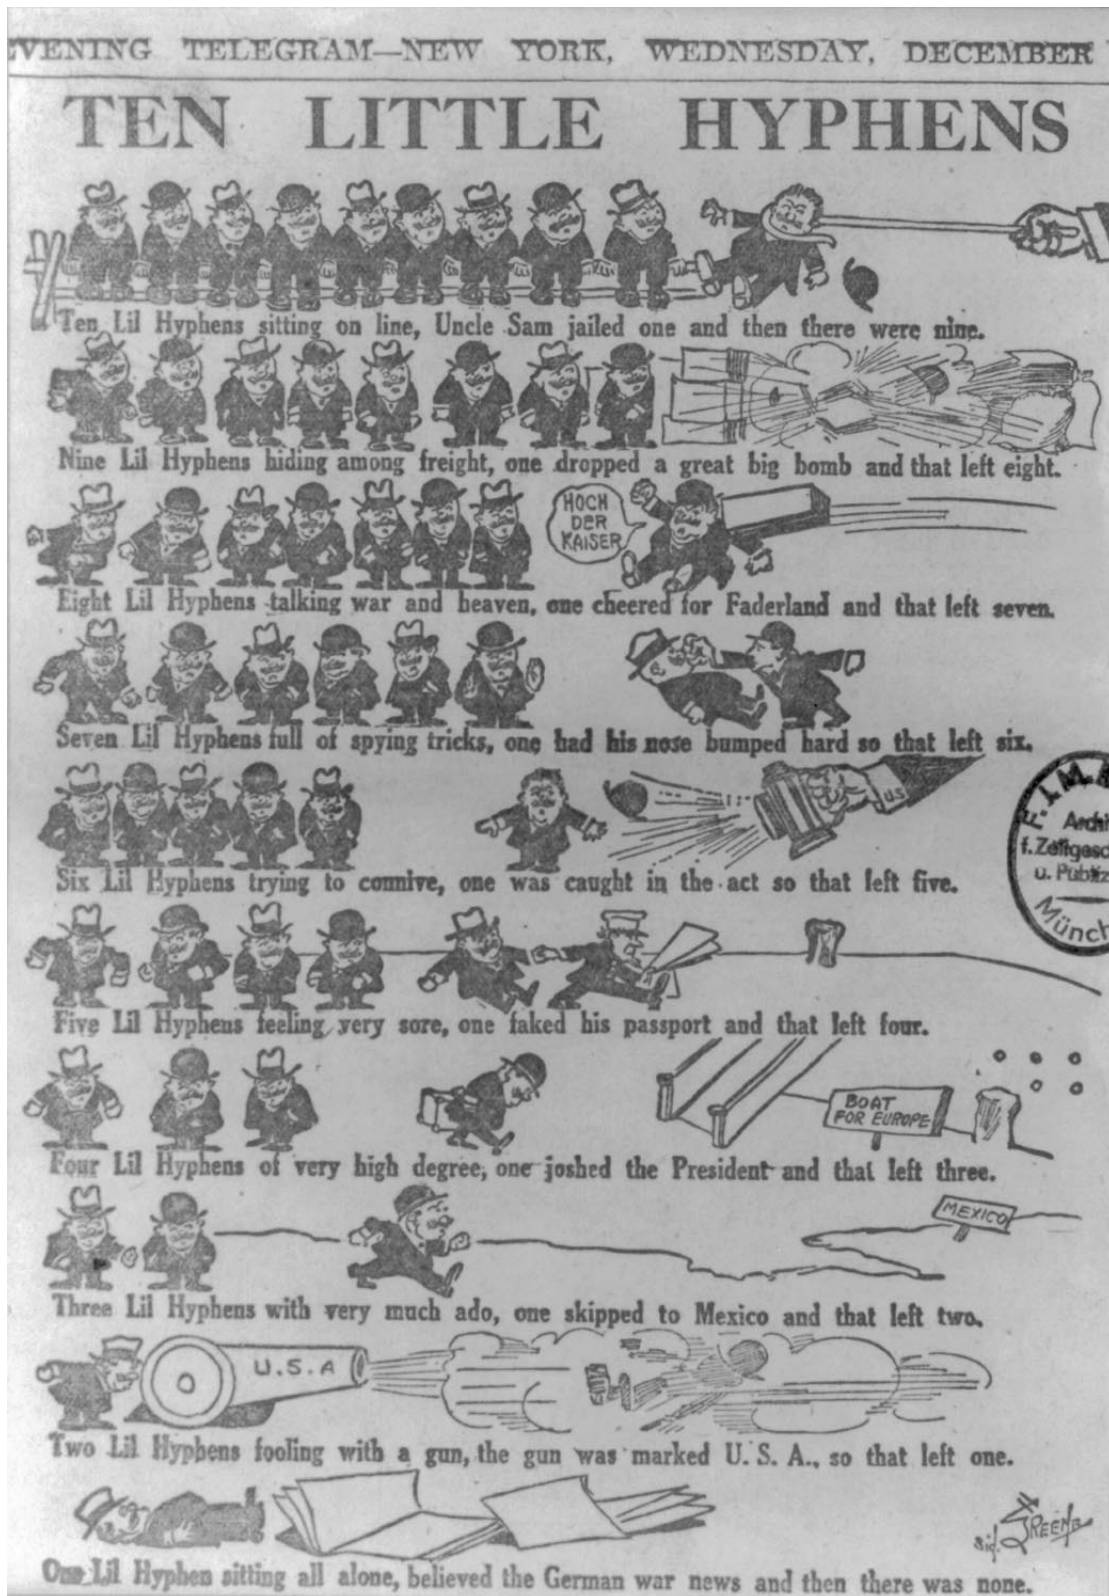 EVENING TELEGRAM—NEW YORK, WEDNESDAY, DECEMBER
TEN LITTLE HYPHENS
Ten Lil Hyphens sitting on line, Uncle Sam jailed one and then there were nine.
Nine Lil Hyphens hiding among freight, one dropped a great big bomb and that left eight.
HOCH
DER
KAISER
Eight Lil Hyphens talking war and heaven, one cheered for Faderland and that left seven.
Seven Lil Hyphens full of spying tricks, one had his nose bumped hard so that left six.
U.S
F. I. M.
Archi
f. Zeitgesc
u. Publiz
Münch
Six Lil Hyphens trying to connive, one was caught in the act so that left five.
Five Lil Hyphens feeling very sore, one faked his passport and that left four.
BOAT
FOR EUROPE
Four Lil Hyphens of very high degree, one joshed the President and that left three.
MEXICO
Three Lil Hyphens with very much ado, one skipped to Mexico and that left two.
U.S.A
Two Lil Hyphens fooling with a gun, the gun was marked U. S. A., so that left one.
Sid. Greene
One Lil Hyphen sitting all alone, believed the German war news and then there was none.